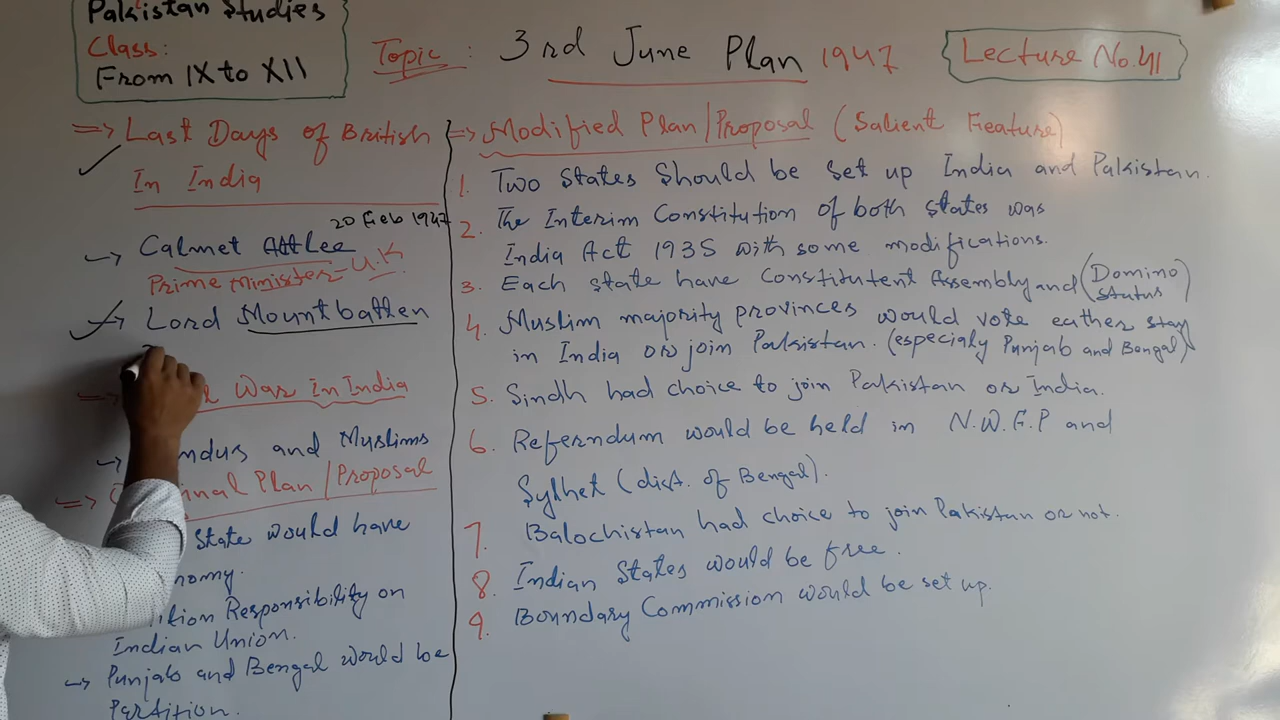 Pakistan Studies
Class:
From IX to XII
Topic : 3rd June Plan 1947
Lecture No.41
=> Last Days of British
In India
20 Feb 1947
→ Calmet Attlee
Prime Minister - U.K
→ Lord Mountbatten
=> War In India
→ and Muslims
=> Plan / Proposal
State would have
Responsibility on
Indian Union.
→ Punjab and Bengal would be
Partition.
=> Modified Plan / Proposal (Salient Feature)
1. Two States Should be set up India and Pakistan.
2. The Interim Constitution of both states was
India Act 1935 with some modifications.
3. Each state have Constitutent Assembly and (Domino status)
4. Muslim majority provinces would vote eather stay
in India or join Pakistan. (especialy Punjab and Bengal)
5. Sindh had choice to join Pakistan or India.
6. Referndum would be held in N.W.F.P and
Sylhet (dist. of Bengal).
7. Balochistan had choice to join Pakistan or not.
8. Indian States would be free.
9. Boundary Commission would be set up.